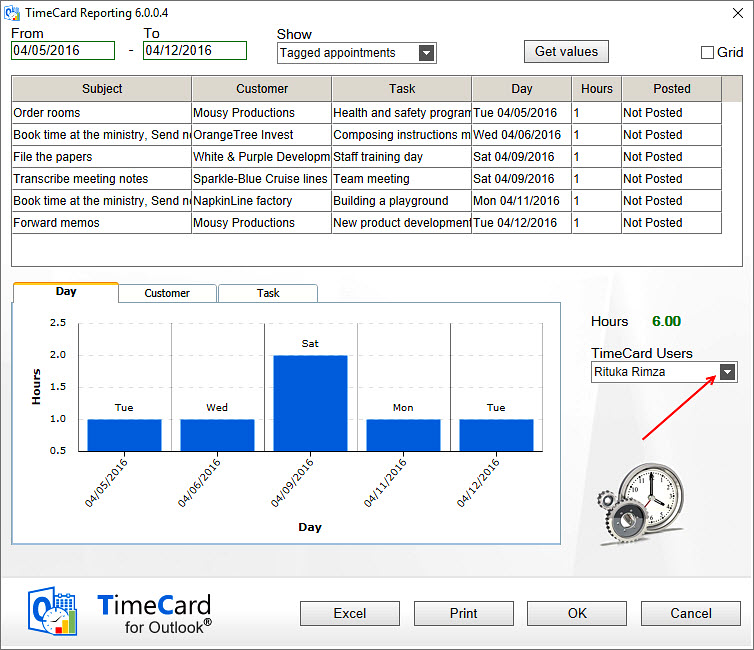 TimeCard Reporting 6.0.0.4
From To Show
04/05/2016 - 04/12/2016 Tagged appointments Get values Grid
Subject Customer Task Day Hours Posted
Order rooms Mousy Productions Health and safety program Tue 04/05/2016 1 Not Posted
Book time at the ministry, Send n OrangeTree Invest Composing instructions m Wed 04/06/2016 1 Not Posted
File the papers White & Purple Developm Staff training day Sat 04/09/2016 1 Not Posted
Transcribe meeting notes Sparkle-Blue Cruise lines Team meeting Sat 04/09/2016 1 Not Posted
Book time at the ministry, Send n NapkinLine factory Building a playground Mon 04/11/2016 1 Not Posted
Forward memos Mousy Productions New product development Tue 04/12/2016 1 Not Posted
Day Customer Task
2.5
2.0
1.5
1.0
0.5
Hours
Tue Wed Sat Mon Tue
04/05/2016 04/06/2016 04/09/2016 04/11/2016 04/12/2016
Day
Hours 6.00
TimeCard Users
Rituka Rimza
12
TimeCard
for Outlook®
Excel Print OK Cancel